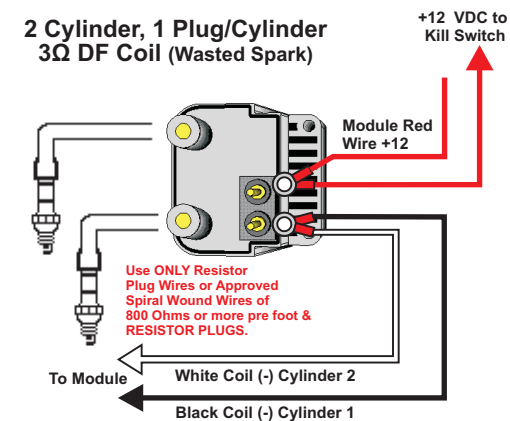 2 Cylinder, 1 Plug/Cylinder
3Ω DF Coil (Wasted Spark)
+12 VDC to
Kill Switch
Module Red
Wire +12
Use ONLY Resistor
Plug Wires or Approved
Spiral Wound Wires of
800 Ohms or more pre foot &
RESISTOR PLUGS.
To Module
White Coil (-) Cylinder 2
Black Coil (-) Cylinder 1